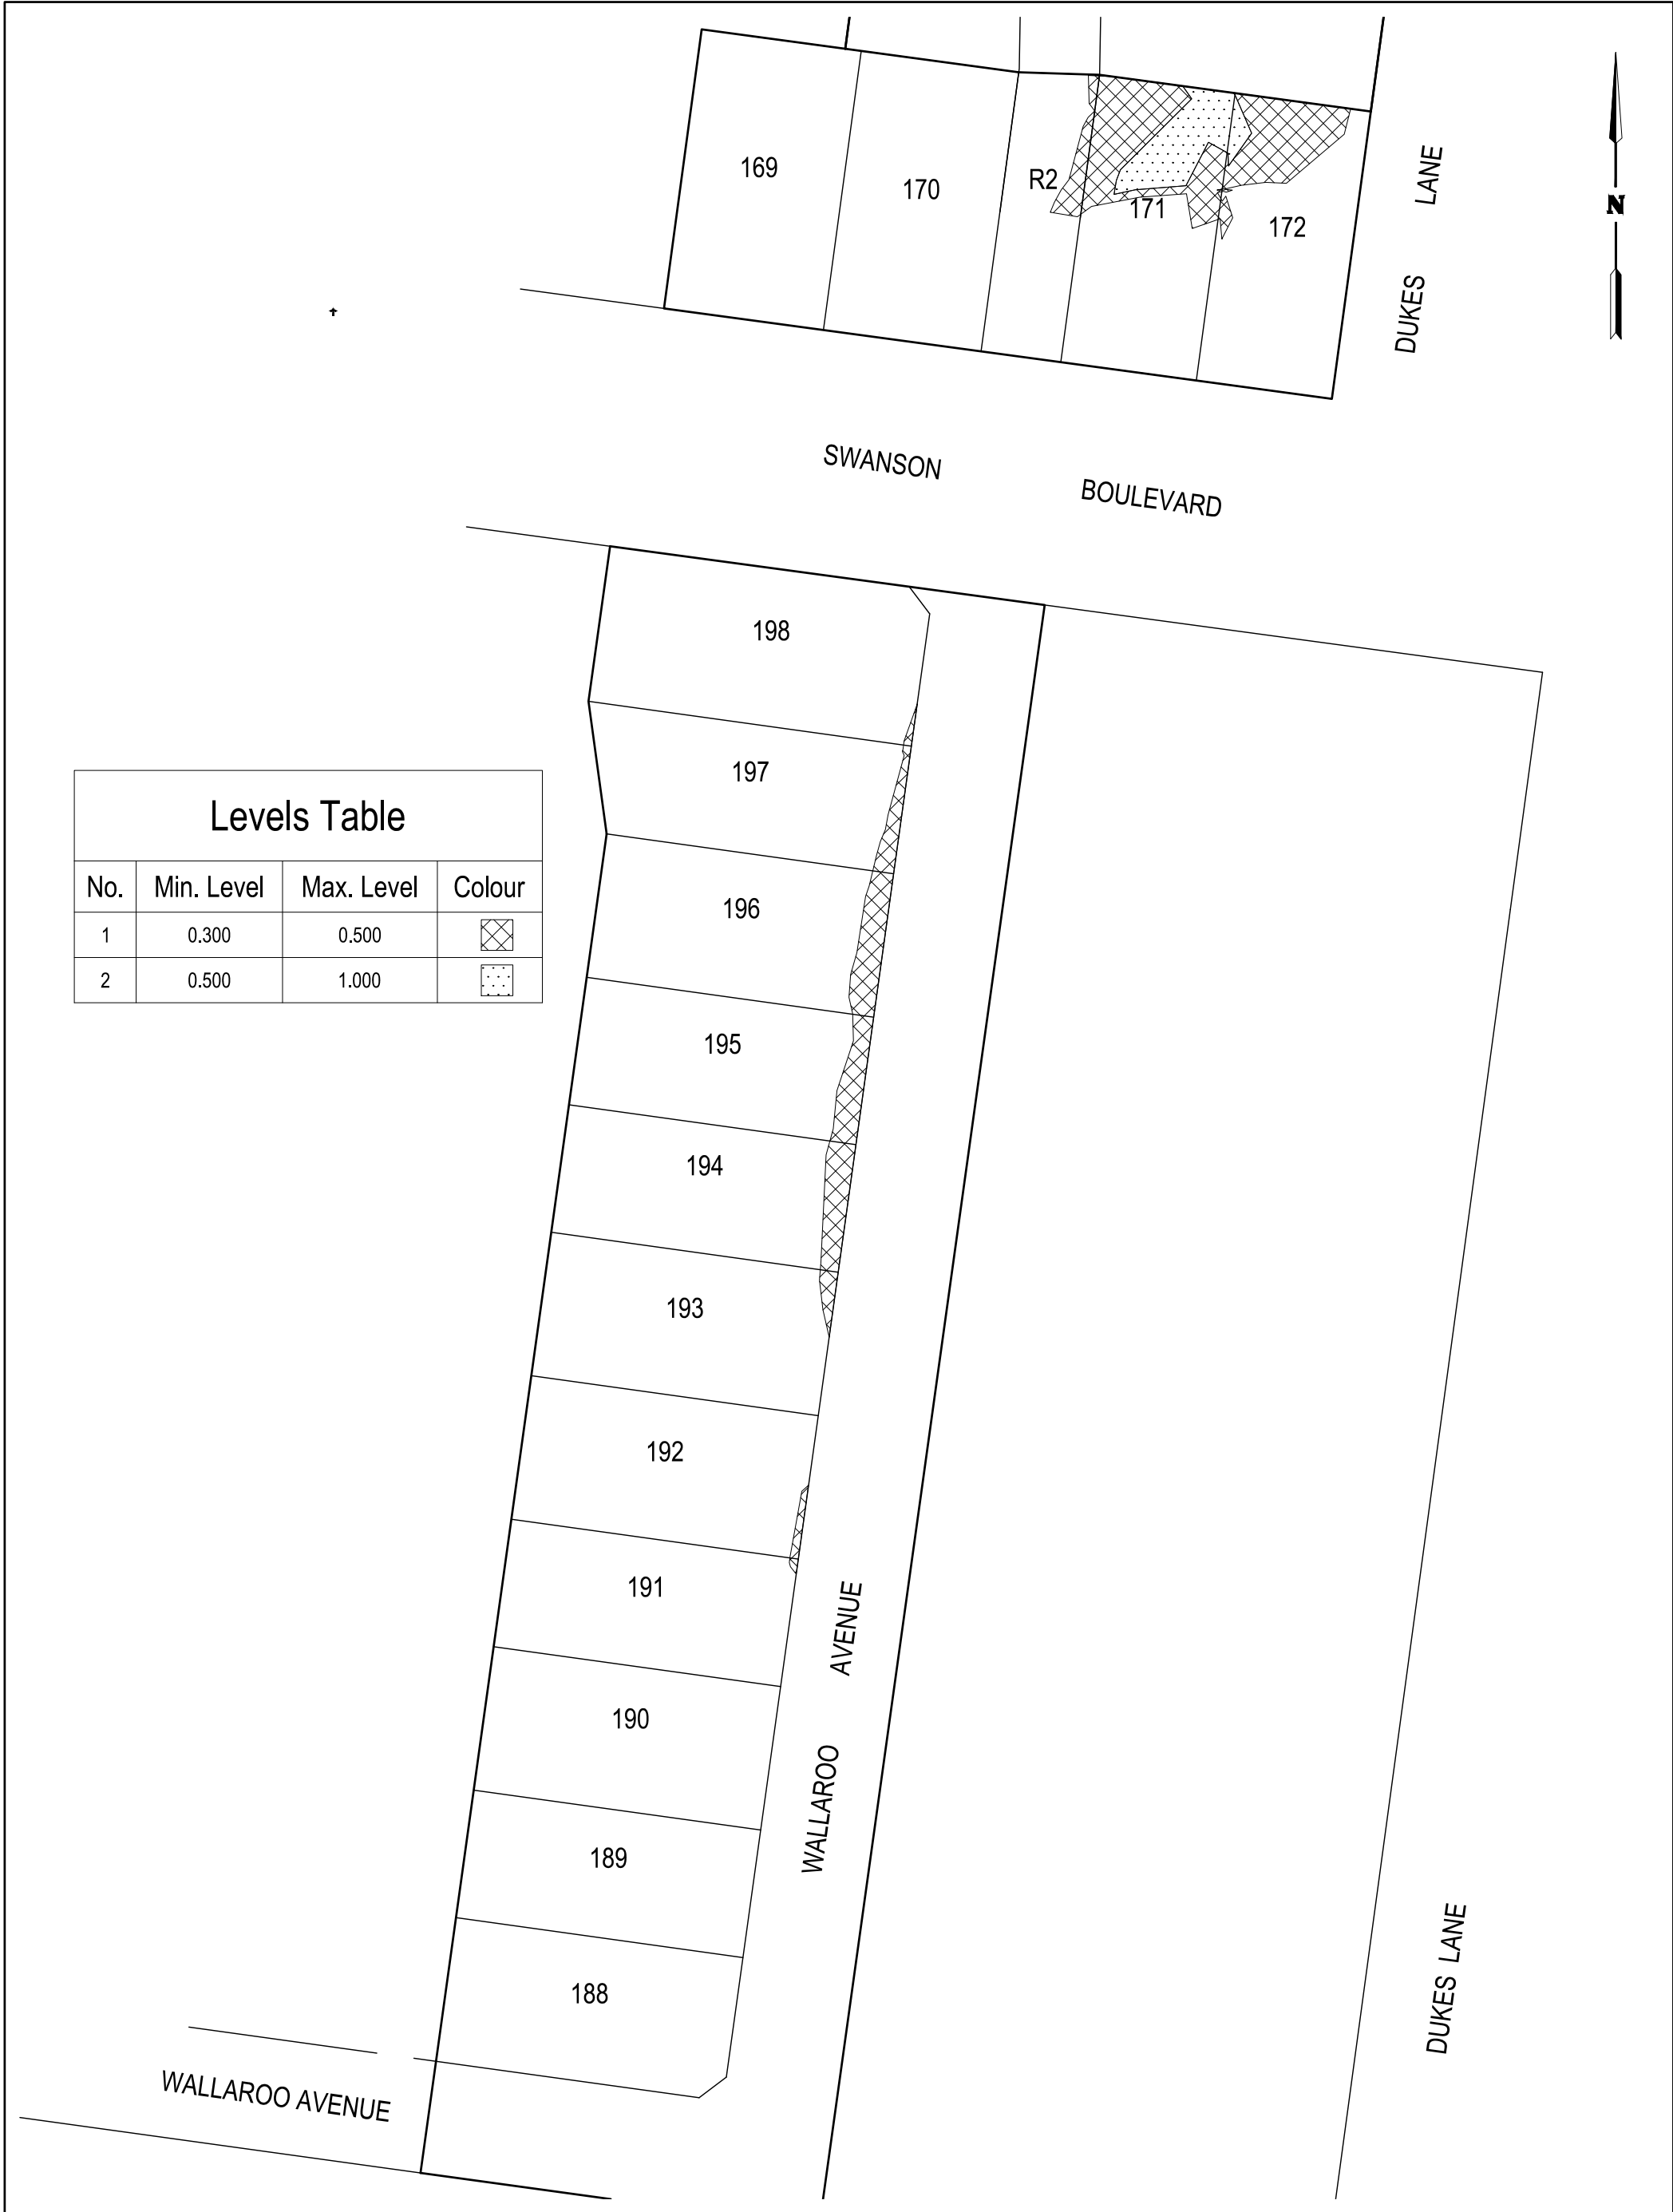 169
170
R2
171
172
DUKES LANE
N
SWANSON BOULEVARD
198
197
196
195
194
193
192
191
190
189
188
Levels Table
No. Min. Level Max. Level Colour
1 0.300 0.500
2 0.500 1.000
WALLAROO AVENUE
DUKES LANE
WALLAROO AVENUE